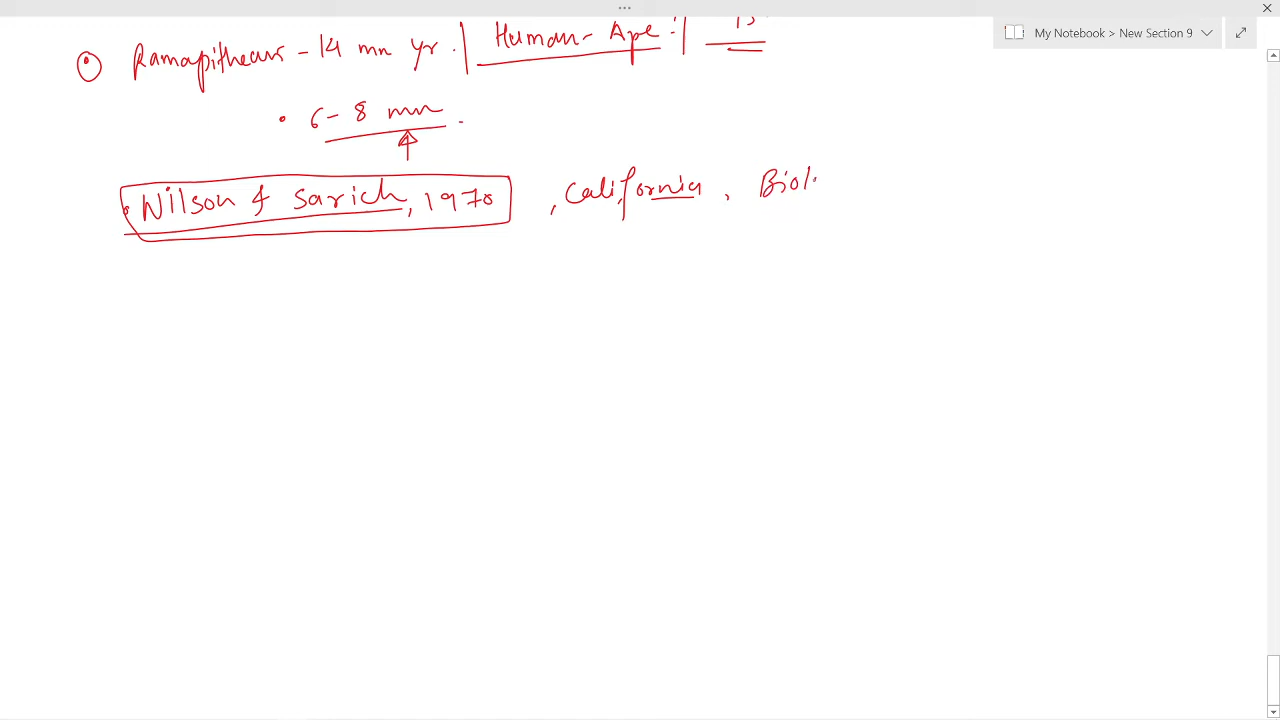 My Notebook > New Section 9
• Ramapithecus - 14 mn yr. | Human-Ape : | 15
• 6-8 mn.
• Wilson & Sarich, 1970 , California , Biol